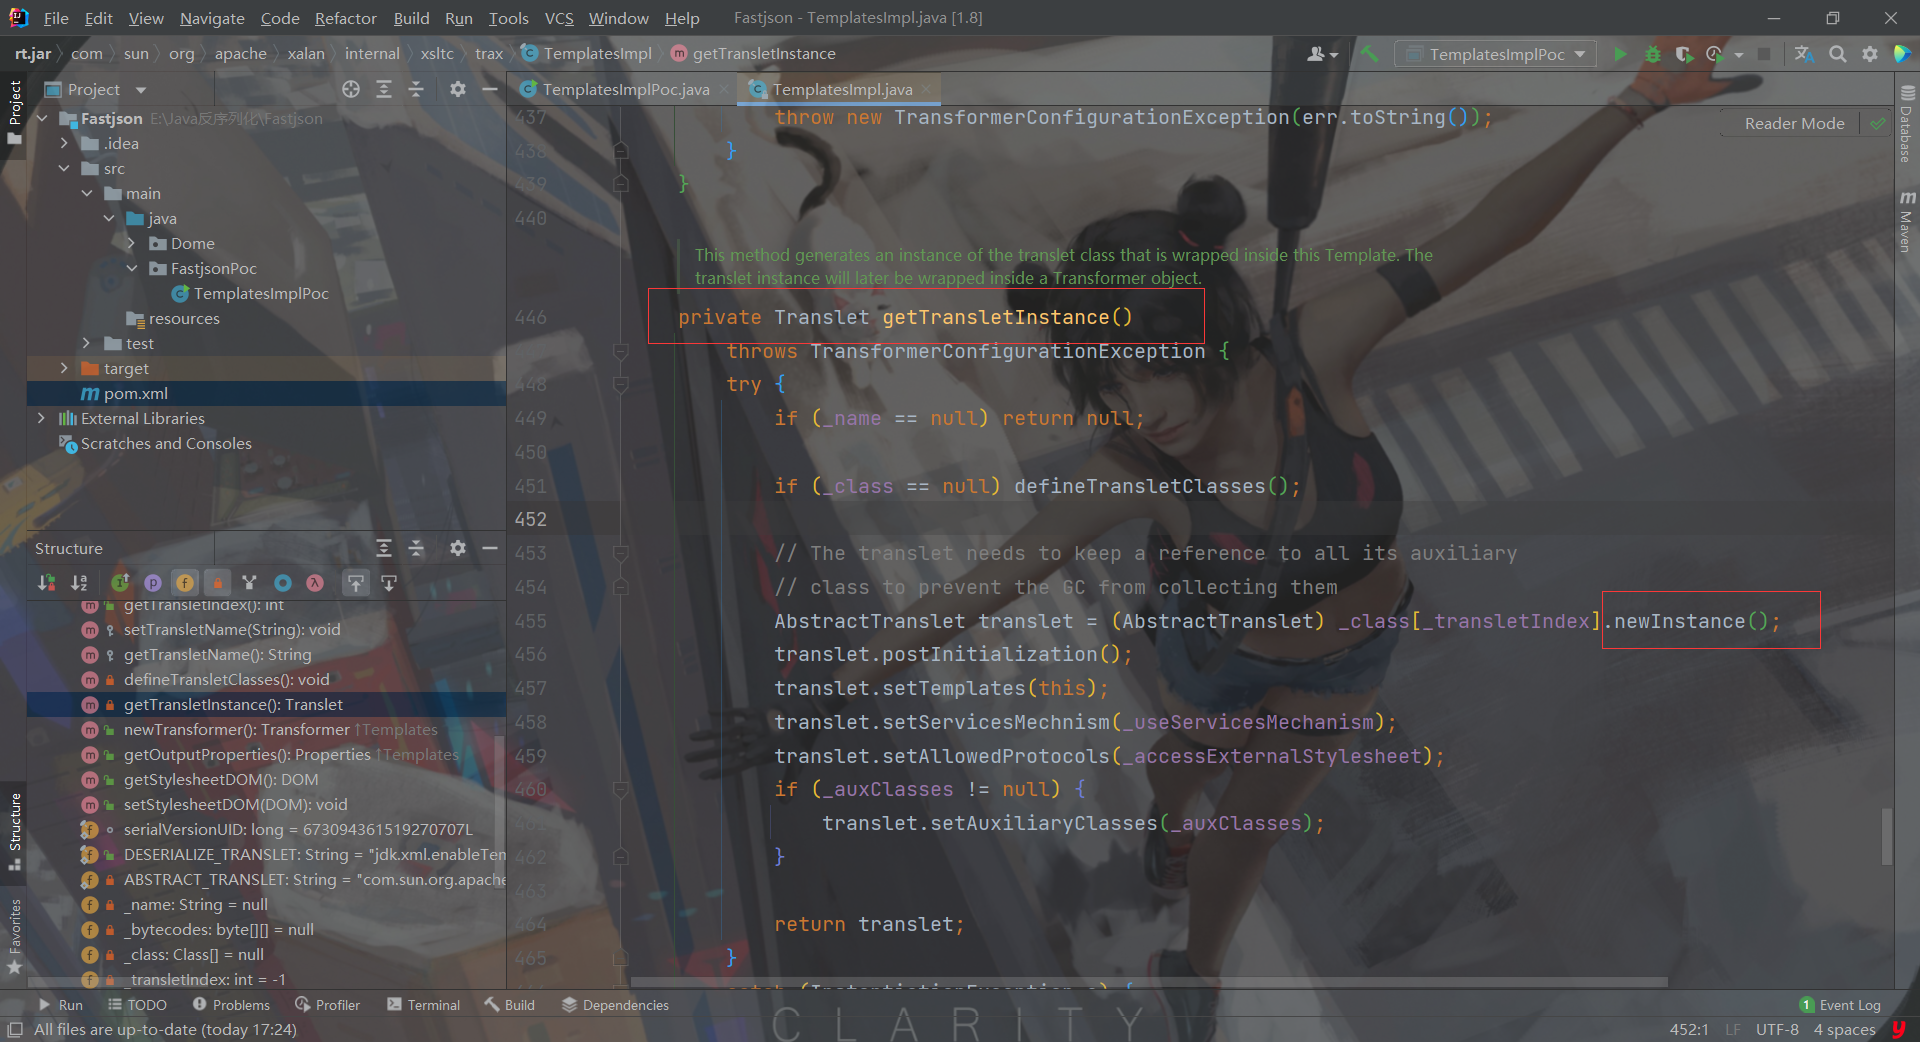 File Edit View Navigate Code Refactor Build Run Tools VCS Window Help Fastjson - TemplatesImpl.java [1.8]
rt.jar com sun org apache xalan internal xsltc trax TemplatesImpl getTransletInstance TemplatesImplPoc
Project
Project
TemplatesImplPoc.java
TemplatesImpl.java
Fastjson E:\Java反序列化\Fastjson
.idea
src
main
java
Dome
FastjsonPoc
TemplatesImplPoc
resources
test
target
pom.xml
External Libraries
Scratches and Consoles
Structure
getTransletIndex(): int
setTransletName(String): void
getTransletName(): String
defineTransletClasses(): void
getTransletInstance(): Translet
newTransformer(): Transformer ↑Templates
getOutputProperties(): Properties ↑Templates
getStylesheetDOM(): DOM
setStylesheetDOM(DOM): void
serialVersionUID: long = 673094361519270707L
DESERIALIZE_TRANSLET: String = "jdk.xml.enableTem
ABSTRACT_TRANSLET: String = "com.sun.org.apache
_name: String = null
_bytecodes: byte[][] = null
_class: Class[] = null
_transletIndex: int = -1
Structure
Favorites
Reader Mode
Database
Maven
437 throw new TransformerConfigurationException(err.toString());
438 }
439 }
440
This method generates an instance of the translet class that is wrapped inside this Template. The
translet instance will later be wrapped inside a Transformer object.
446 private Translet getTransletInstance()
throws TransformerConfigurationException {
448 try {
449 if (_name == null) return null;
450
451 if (_class == null) defineTransletClasses();
452
453 // The translet needs to keep a reference to all its auxiliary
454 // class to prevent the GC from collecting them
455 AbstractTranslet translet = (AbstractTranslet) _class[_transletIndex].newInstance();
456 translet.postInitialization();
457 translet.setTemplates(this);
458 translet.setServicesMechnism(_useServicesMechanism);
459 translet.setAllowedProtocols(_accessExternalStylesheet);
460 if (_auxClasses != null) {
461 translet.setAuxiliaryClasses(_auxClasses);
462 }
463
464 return translet;
465 }
catch (InstantiationException e) {
Run TODO Problems Profiler Terminal Build Dependencies 1 Event Log
All files are up-to-date (today 17:24) 452:1 LF UTF-8 4 spaces
CLARITY